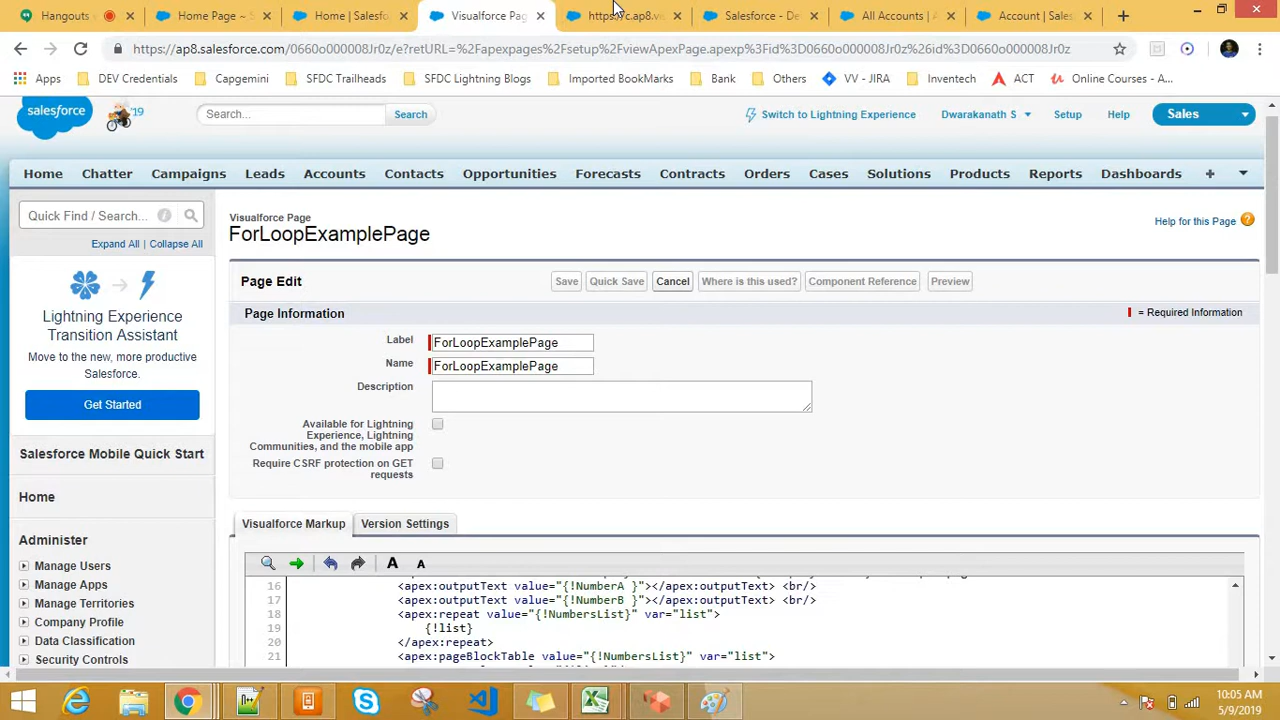 Hangouts
Home Page ~ S
Home | Salesfo
Visualforce Pag
https://c.ap8.vis
Salesforce - De
All Accounts | A
Account | Sales
https://ap8.salesforce.com/0660o00008Jr0z/e?retURL=%2Fapexpages%2Fsetup%2FviewApexPage.apexp%3Fid%3D0660o00008Jr0z%2id%3D0660o00008Jr0z
Apps
DEV Credentials
Capgemini
SFDC Trailheads
SFDC Lightning Blogs
Imported BookMarks
Bank
Others
VV - JIRA
Inventech
ACT
Online Courses - A...
salesforce
'19
Search...
Search
Switch to Lightning Experience
Dwarakanath S
Setup
Help
Sales
Home
Chatter
Campaigns
Leads
Accounts
Contacts
Opportunities
Forecasts
Contracts
Orders
Cases
Solutions
Products
Reports
Dashboards
+
Quick Find / Search...
Expand All | Collapse All
Lightning Experience
Transition Assistant
Move to the new, more productive
Salesforce.
Get Started
Salesforce Mobile Quick Start
Home
Administer
Manage Users
Manage Apps
Manage Territories
Company Profile
Data Classification
Security Controls
Visualforce Page
ForLoopExamplePage
Help for this Page
Page Edit
Save
Quick Save
Cancel
Where is this used?
Component Reference
Preview
Page Information
= Required Information
Label
ForLoopExamplePage
Name
ForLoopExamplePage
Description
Available for Lightning
Experience, Lightning
Communities, and the mobile app
Require CSRF protection on GET
requests
Visualforce Markup
Version Settings
A
A
16 <apex:outputText value="{!NumberA }"></apex:outputText> <br/>
17 <apex:outputText value="{!NumberB }"></apex:outputText> <br/>
18 <apex:repeat value="{!NumbersList}" var="list">
19 {!list}
20 </apex:repeat>
21 <apex:pageBlockTable value="{!NumbersList}" var="list">
10:05 AM
5/9/2019